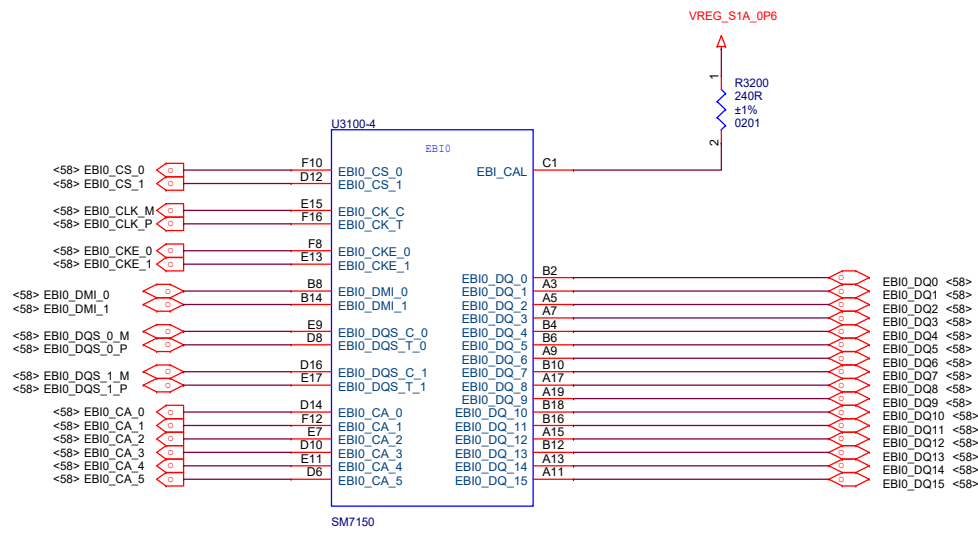 VREG_S1A_0P6
1
R3200
240R
±1%
0201
2
U3100-4
EBI0
<58> EBI0_CS_0 F10 EBI0_CS_0 EBI_CAL C1
<58> EBI0_CS_1 D12 EBI0_CS_1
<58> EBI0_CLK_M E15 EBI0_CK_C
<58> EBI0_CLK_P F16 EBI0_CK_T
<58> EBI0_CKE_0 F8 EBI0_CKE_0
<58> EBI0_CKE_1 E13 EBI0_CKE_1
<58> EBI0_DMI_0 B8 EBI0_DMI_0
<58> EBI0_DMI_1 B14 EBI0_DMI_1
<58> EBI0_DQS_0_M E9 EBI0_DQS_C_0
<58> EBI0_DQS_0_P D8 EBI0_DQS_T_0
<58> EBI0_DQS_1_M D16 EBI0_DQS_C_1
<58> EBI0_DQS_1_P E17 EBI0_DQS_T_1
<58> EBI0_CA_0 D14 EBI0_CA_0
<58> EBI0_CA_1 F12 EBI0_CA_1
<58> EBI0_CA_2 E7 EBI0_CA_2
<58> EBI0_CA_3 D10 EBI0_CA_3
<58> EBI0_CA_4 E11 EBI0_CA_4
<58> EBI0_CA_5 D6 EBI0_CA_5
EBI0_DQ_0 B2 EBI0_DQ0 <58>
EBI0_DQ_1 A3 EBI0_DQ1 <58>
EBI0_DQ_2 A5 EBI0_DQ2 <58>
EBI0_DQ_3 A7 EBI0_DQ3 <58>
EBI0_DQ_4 B4 EBI0_DQ4 <58>
EBI0_DQ_5 B6 EBI0_DQ5 <58>
EBI0_DQ_6 A9 EBI0_DQ6 <58>
EBI0_DQ_7 B10 EBI0_DQ7 <58>
EBI0_DQ_8 A17 EBI0_DQ8 <58>
EBI0_DQ_9 A19 EBI0_DQ9 <58>
EBI0_DQ_10 B18 EBI0_DQ10 <58>
EBI0_DQ_11 B16 EBI0_DQ11 <58>
EBI0_DQ_12 A15 EBI0_DQ12 <58>
EBI0_DQ_13 B12 EBI0_DQ13 <58>
EBI0_DQ_14 A13 EBI0_DQ14 <58>
EBI0_DQ_15 A11 EBI0_DQ15 <58>
SM7150